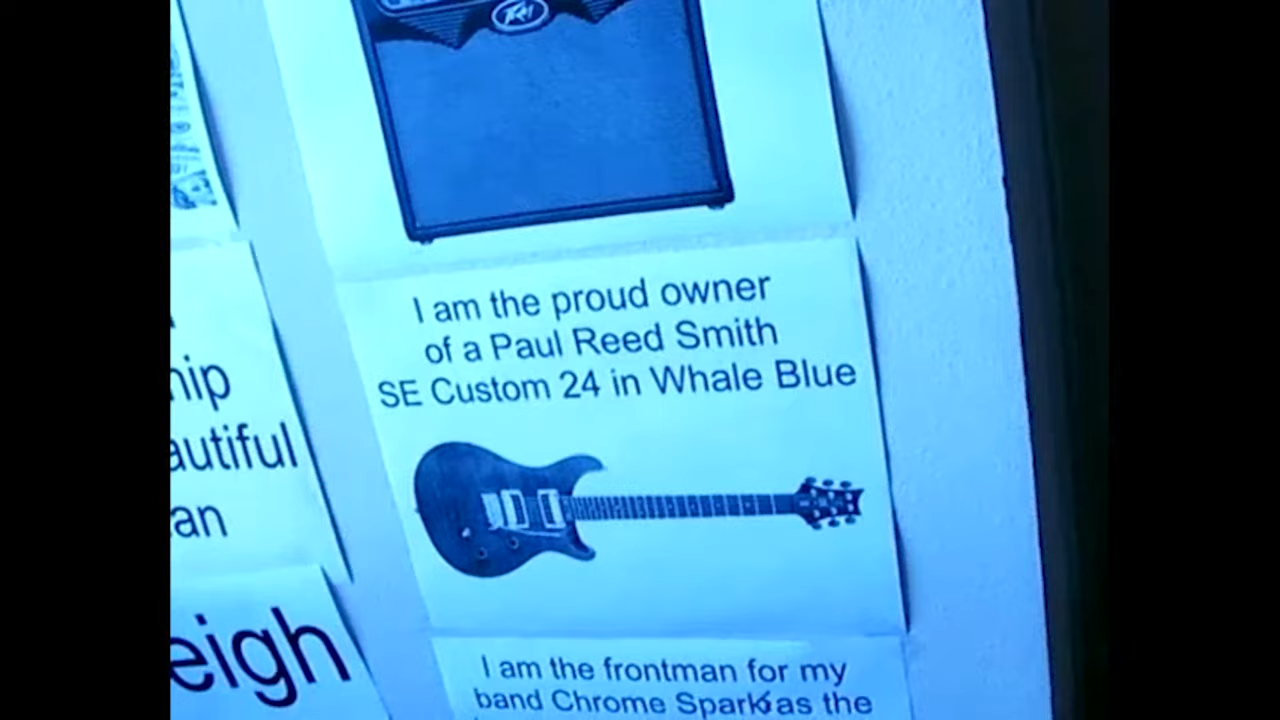 Peavey
I am the proud owner
of a Paul Reed Smith
SE Custom 24 in Whale Blue
hip
autiful
an
eigh
I am the frontman for my
band Chrome Spark as the